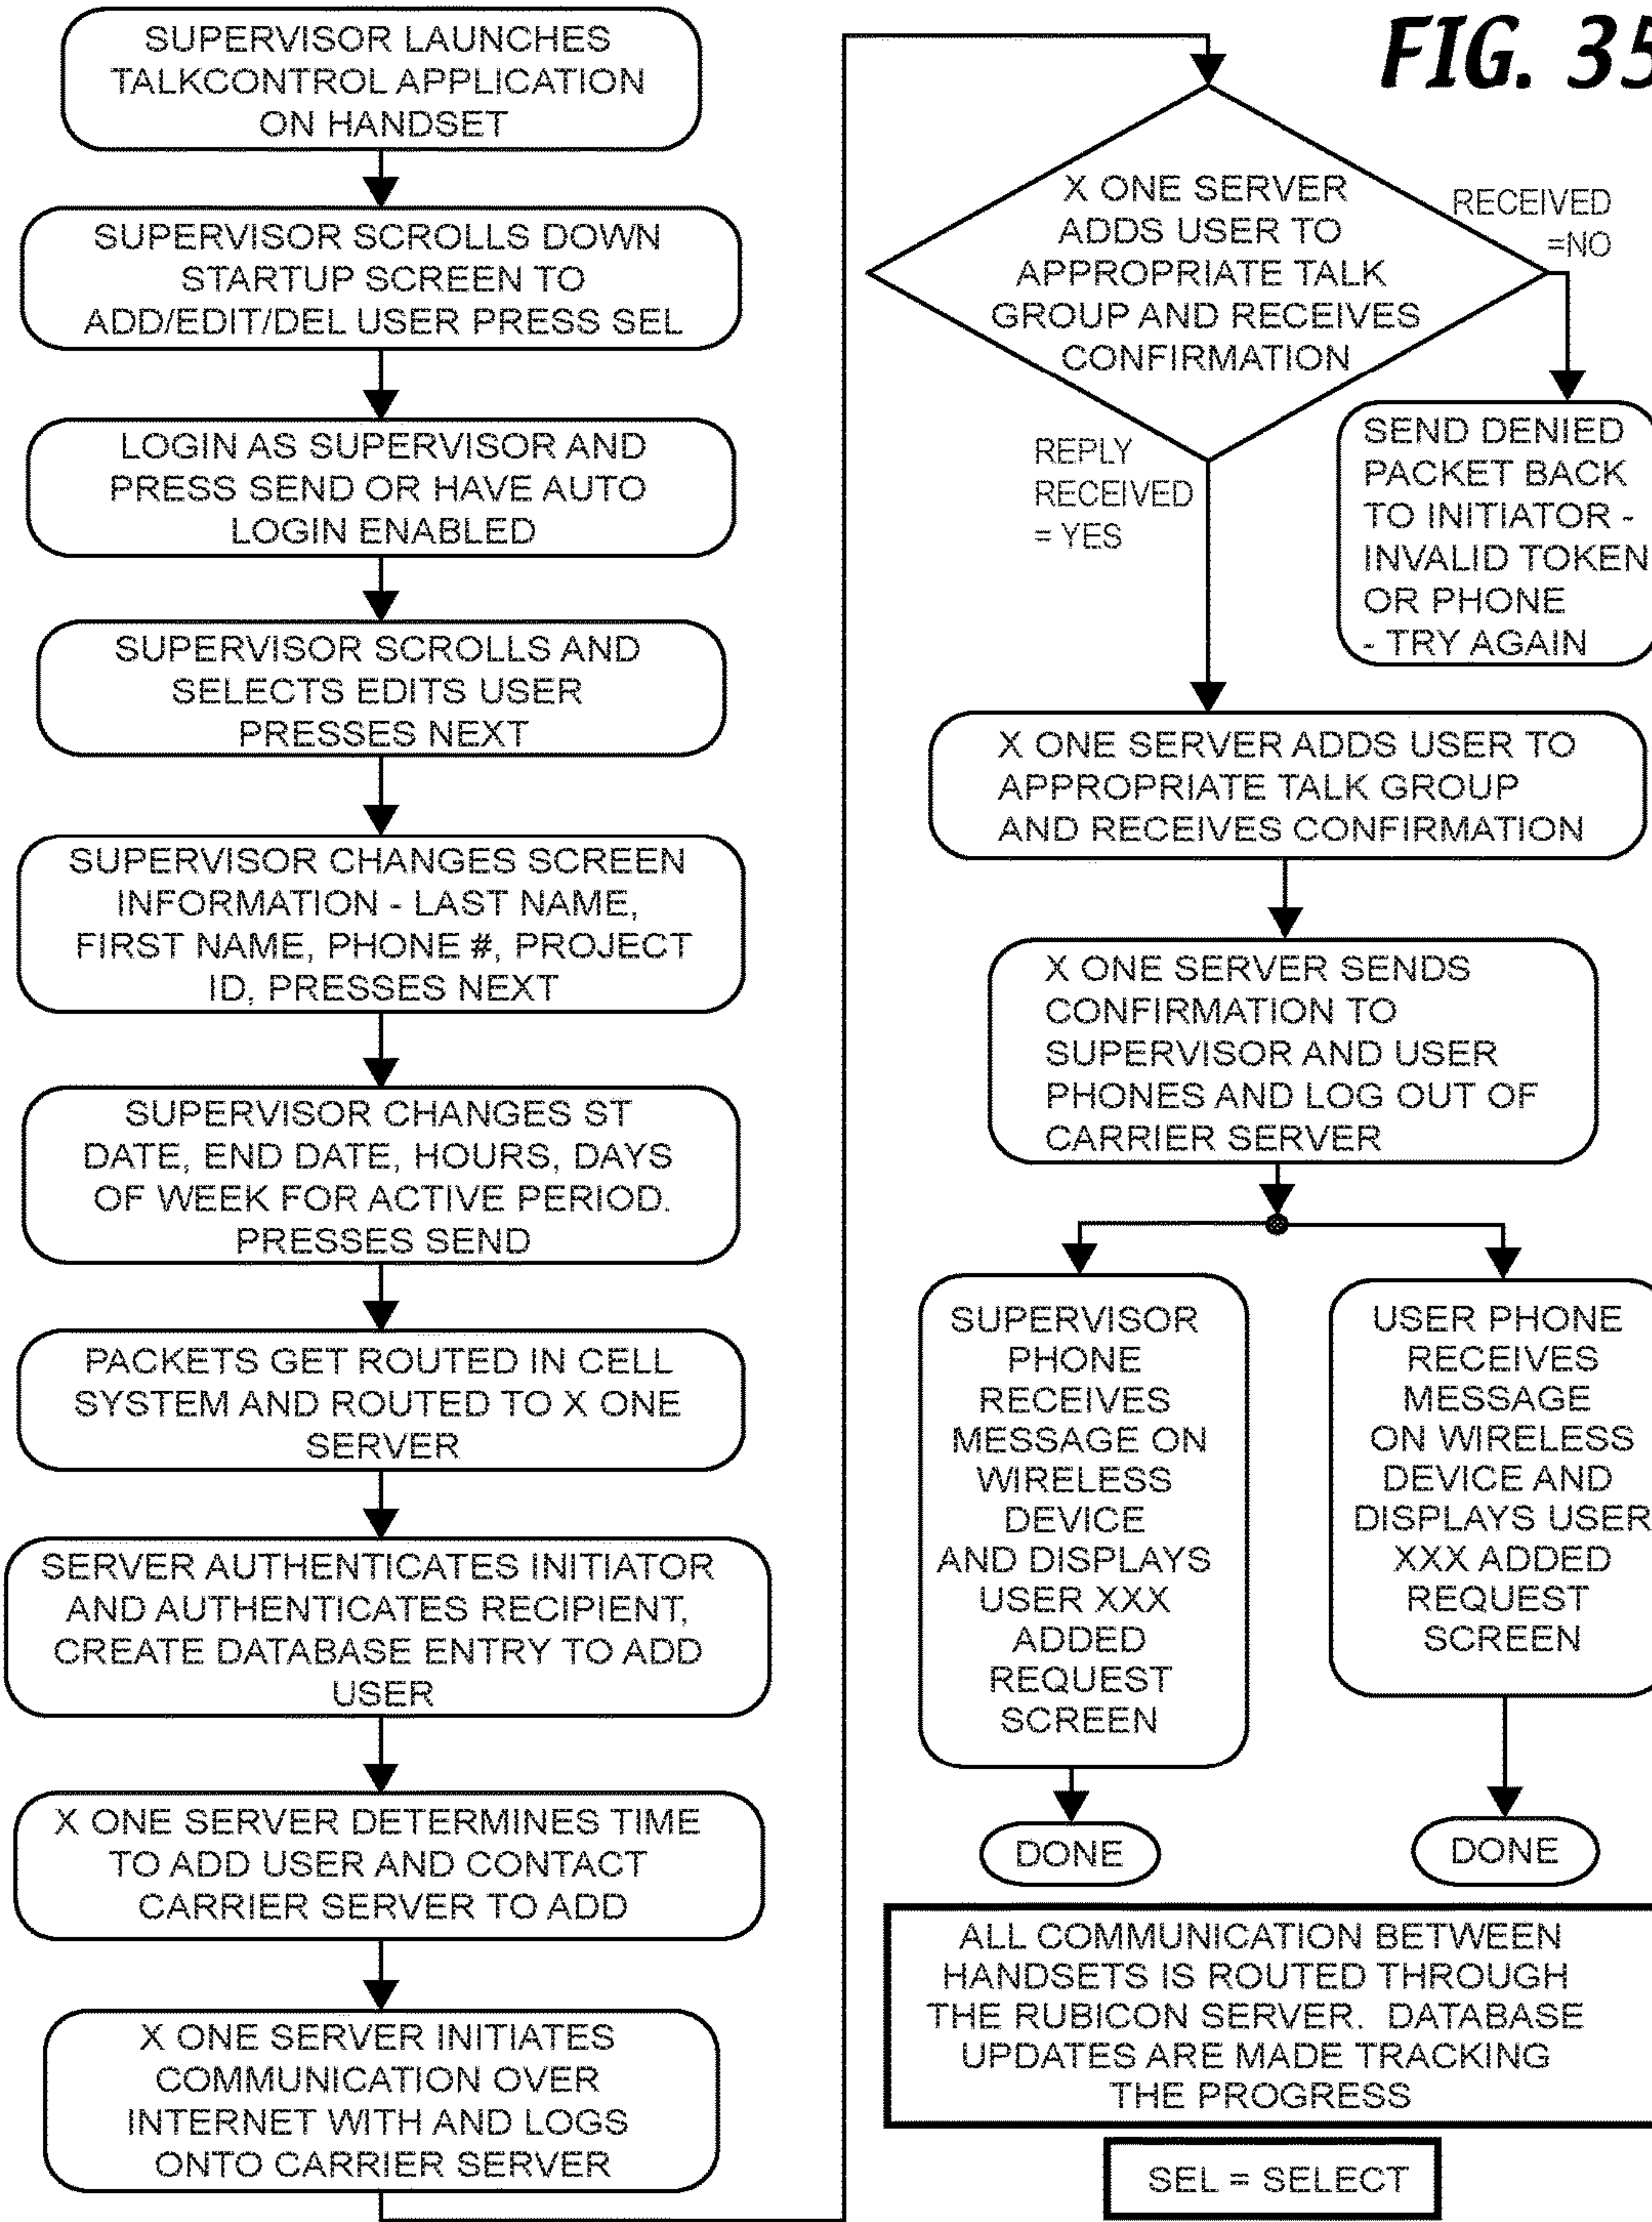 FIG. 35
SUPERVISOR LAUNCHES
TALKCONTROL APPLICATION
ON HANDSET
SUPERVISOR SCROLLS DOWN
STARTUP SCREEN TO
ADD/EDIT/DEL USER PRESS SEL
LOGIN AS SUPERVISOR AND
PRESS SEND OR HAVE AUTO
LOGIN ENABLED
SUPERVISOR SCROLLS AND
SELECTS EDITS USER
PRESSES NEXT
SUPERVISOR CHANGES SCREEN
INFORMATION - LAST NAME,
FIRST NAME, PHONE #, PROJECT
ID, PRESSES NEXT
SUPERVISOR CHANGES ST
DATE, END DATE, HOURS, DAYS
OF WEEK FOR ACTIVE PERIOD.
PRESSES SEND
PACKETS GET ROUTED IN CELL
SYSTEM AND ROUTED TO X ONE
SERVER
SERVER AUTHENTICATES INITIATOR
AND AUTHENTICATES RECIPIENT,
CREATE DATABASE ENTRY TO ADD
USER
X ONE SERVER DETERMINES TIME
TO ADD USER AND CONTACT
CARRIER SERVER TO ADD
X ONE SERVER INITIATES
COMMUNICATION OVER
INTERNET WITH AND LOGS
ONTO CARRIER SERVER
X ONE SERVER
ADDS USER TO
APPROPRIATE TALK
GROUP AND RECEIVES
CONFIRMATION
RECEIVED
=NO
SEND DENIED
PACKET BACK
TO INITIATOR -
INVALID TOKEN
OR PHONE
- TRY AGAIN
REPLY
RECEIVED
= YES
X ONE SERVER ADDS USER TO
APPROPRIATE TALK GROUP
AND RECEIVES CONFIRMATION
X ONE SERVER SENDS
CONFIRMATION TO
SUPERVISOR AND USER
PHONES AND LOG OUT OF
CARRIER SERVER
SUPERVISOR
PHONE
RECEIVES
MESSAGE ON
WIRELESS
DEVICE
AND DISPLAYS
USER XXX
ADDED
REQUEST
SCREEN
DONE
USER PHONE
RECEIVES
MESSAGE
ON WIRELESS
DEVICE AND
DISPLAYS USER
XXX ADDED
REQUEST
SCREEN
DONE
ALL COMMUNICATION BETWEEN
HANDSETS IS ROUTED THROUGH
THE RUBICON SERVER. DATABASE
UPDATES ARE MADE TRACKING
THE PROGRESS
SEL = SELECT